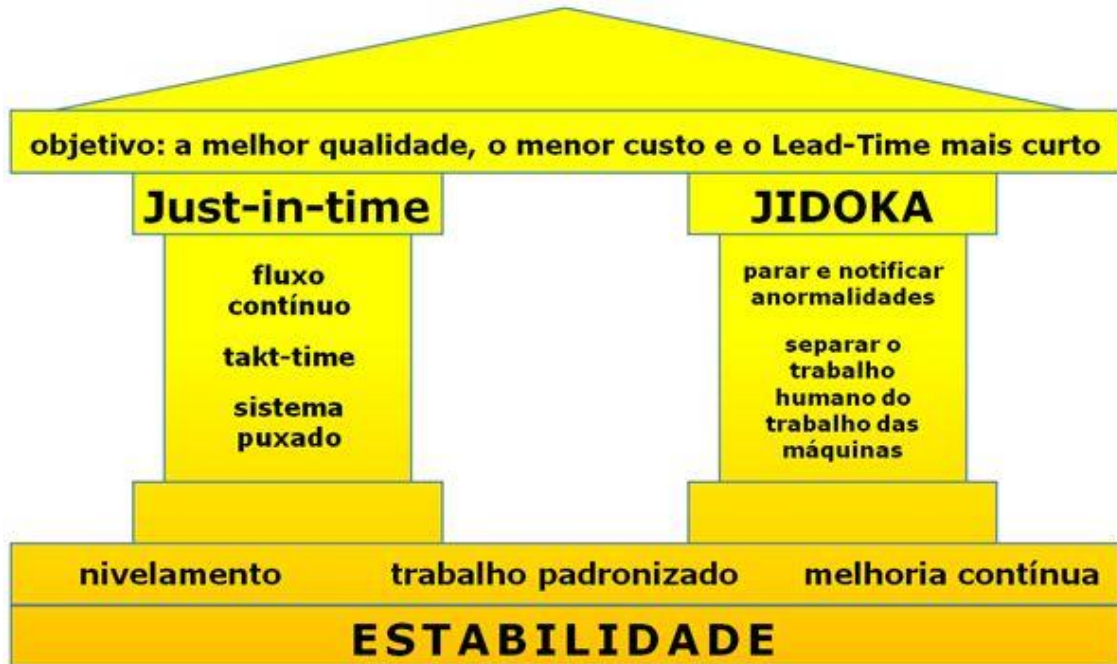 objetivo: a melhor qualidade, o menor custo e o Lead-Time mais curto
Just-in-time
fluxo
contínuo
takt-time
sistema
puxado
JIDOKA
parar e notificar
anormalidades
separar o
trabalho
humano do
trabalho das
máquinas
nivelamento trabalho padronizado melhoria contínua
ESTABILIDADE